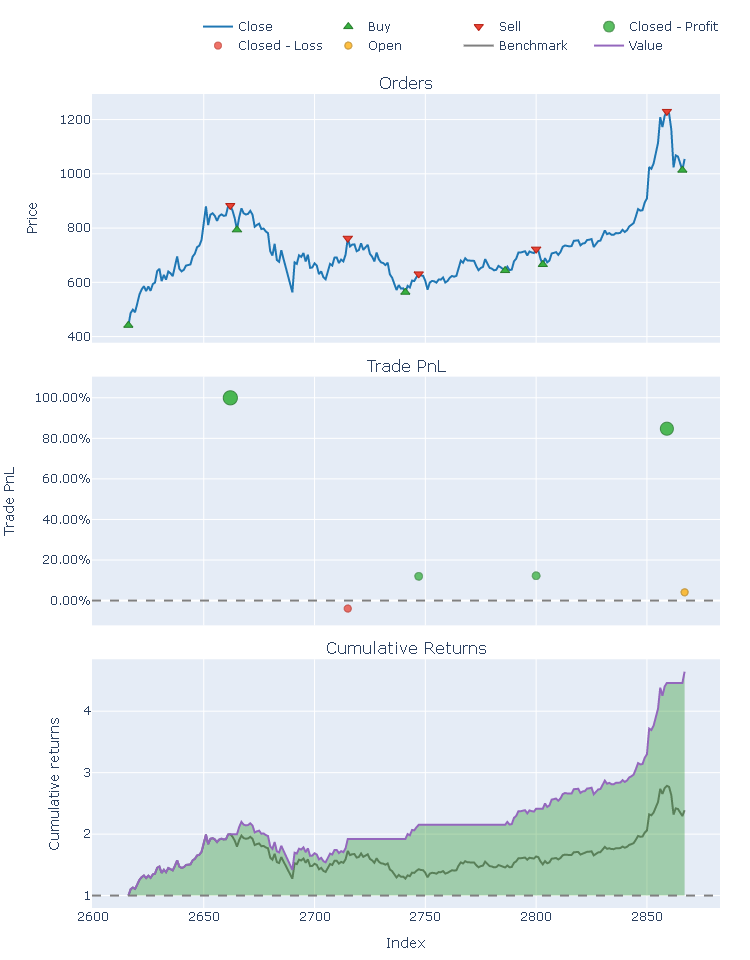 Close Buy Sell Closed - Profit
Closed - Loss Open Benchmark Value
Orders
1200
1000
800
600
400
Price
Trade PnL
100.00%
80.00%
60.00%
40.00%
20.00%
0.00%
Trade PnL
Cumulative Returns
4
3
2
1
Cumulative returns
2600 2650 2700 2750 2800 2850
Index